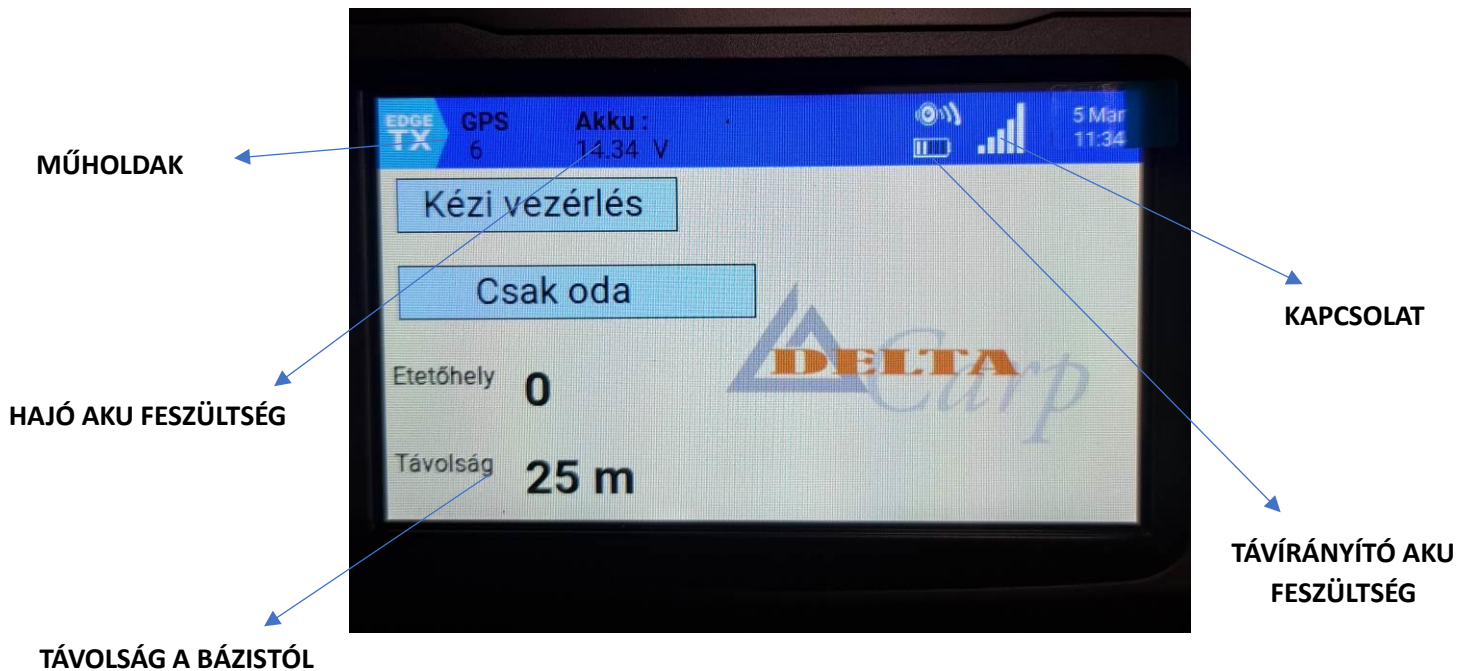 EDGE
TX
GPS
6
Akku :
14.34 V
5 Mar
11:34
MŰHOLDAK
Kézi vezérlés
Csak oda
DELTA
Carp
KAPCSOLAT
Etetőhely 0
HAJÓ AKU FESZÜLTSÉG
Távolság 25 m
TÁVIRÁNYÍTÓ AKU
FESZÜLTSÉG
TÁVOLSÁG A BÁZISTÓL